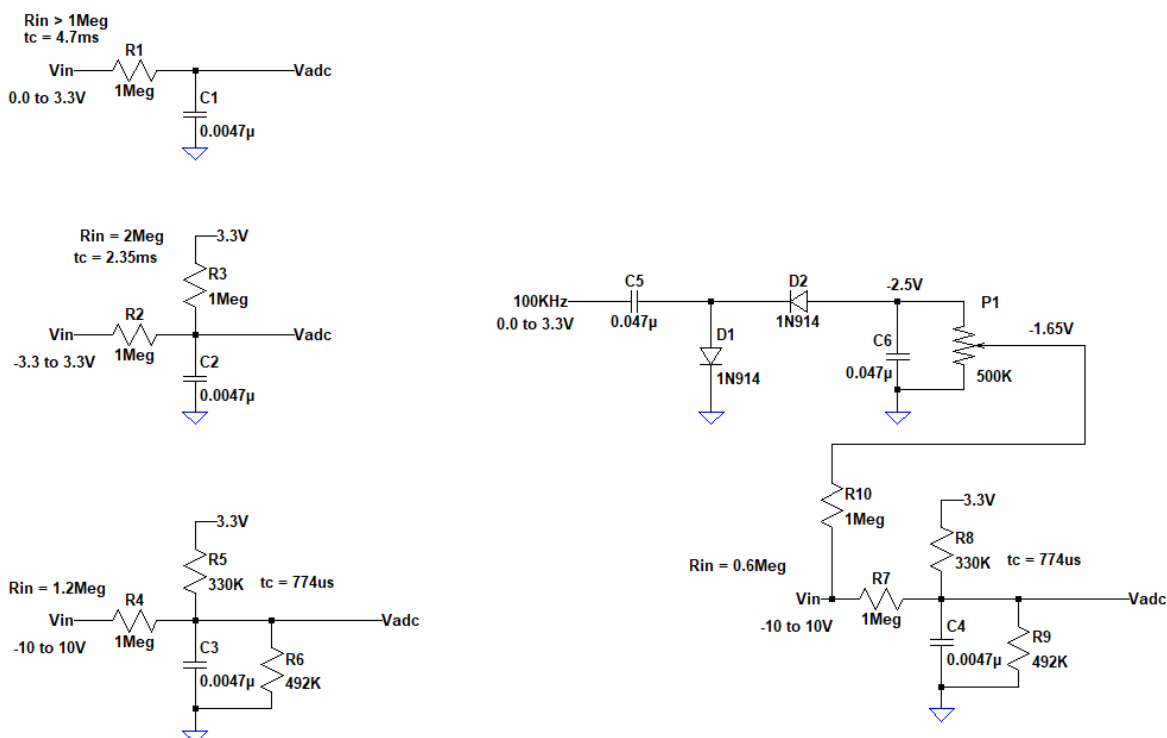 Rin > 1Meg
tc = 4.7ms
R1
Vin
Vadc
1Meg
0.0 to 3.3V
C1
0.0047µ
Rin = 2Meg
tc = 2.35ms
3.3V
R3
1Meg
R2
Vin
Vadc
1Meg
-3.3 to 3.3V
C2
0.0047µ
3.3V
R5
330K
tc = 774us
Rin = 1.2Meg
R4
Vin
Vadc
1Meg
-10 to 10V
C3
0.0047µ
R6
492K
C5
100KHz
0.0 to 3.3V
0.047µ
D2
1N914
-2.5V
P1
D1
1N914
C6
0.047µ
-1.65V
500K
R10
1Meg
3.3V
R8
330K
tc = 774us
Rin = 0.6Meg
R7
Vin
Vadc
1Meg
-10 to 10V
C4
0.0047µ
R9
492K